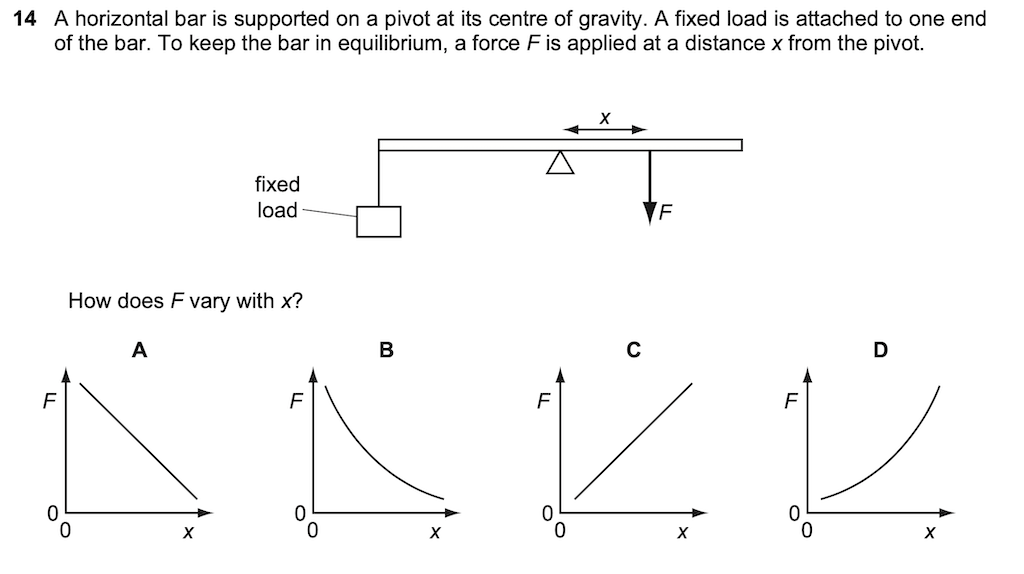 14 A horizontal bar is supported on a pivot at its centre of gravity. A fixed load is attached to one end
of the bar. To keep the bar in equilibrium, a force F is applied at a distance x from the pivot.
x
fixed
load
F
How does F vary with x?
A B C D
F F F F
0 0 0 0
0 x 0 x 0 x 0 x